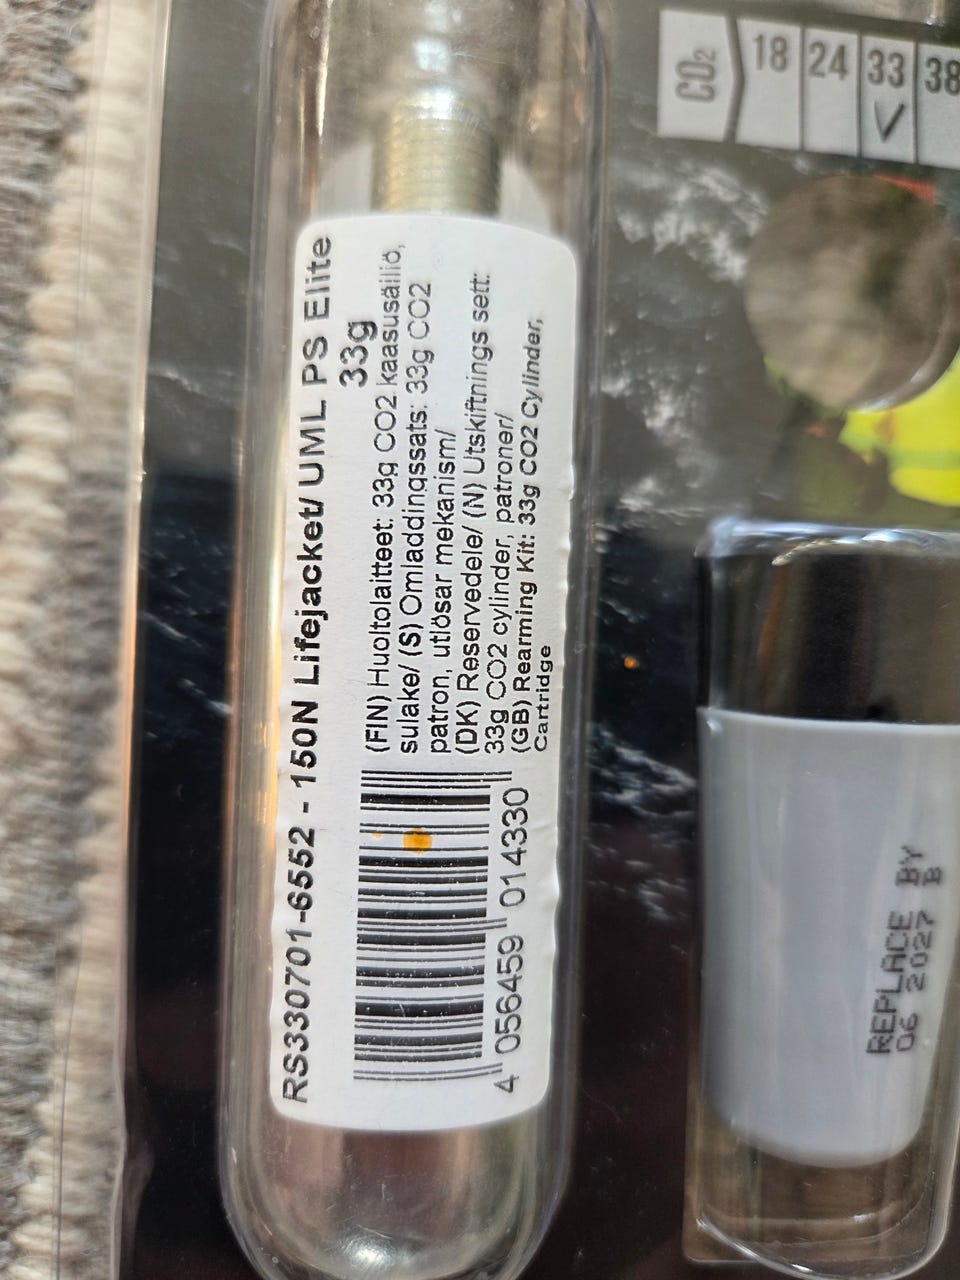 CO₂ 18 24 33 38
RS330701-6552 - 150N Lifejacket/ UML PS Elite
33g
(FIN) Huoltolaitteet: 33g CO2 kaasusäiliö,
sulake/ (S) Omladdingssats: 33g CO2
patron, utlösar mekanism/
(DK) Reservedele/ (N) Utskiftnings sett:
33g CO2 cylinder, patroner/
(GB) Rearming Kit: 33g CO2 Cylinder,
Cartridge
4 056459 014330
REPLACE BY
06 2027 B